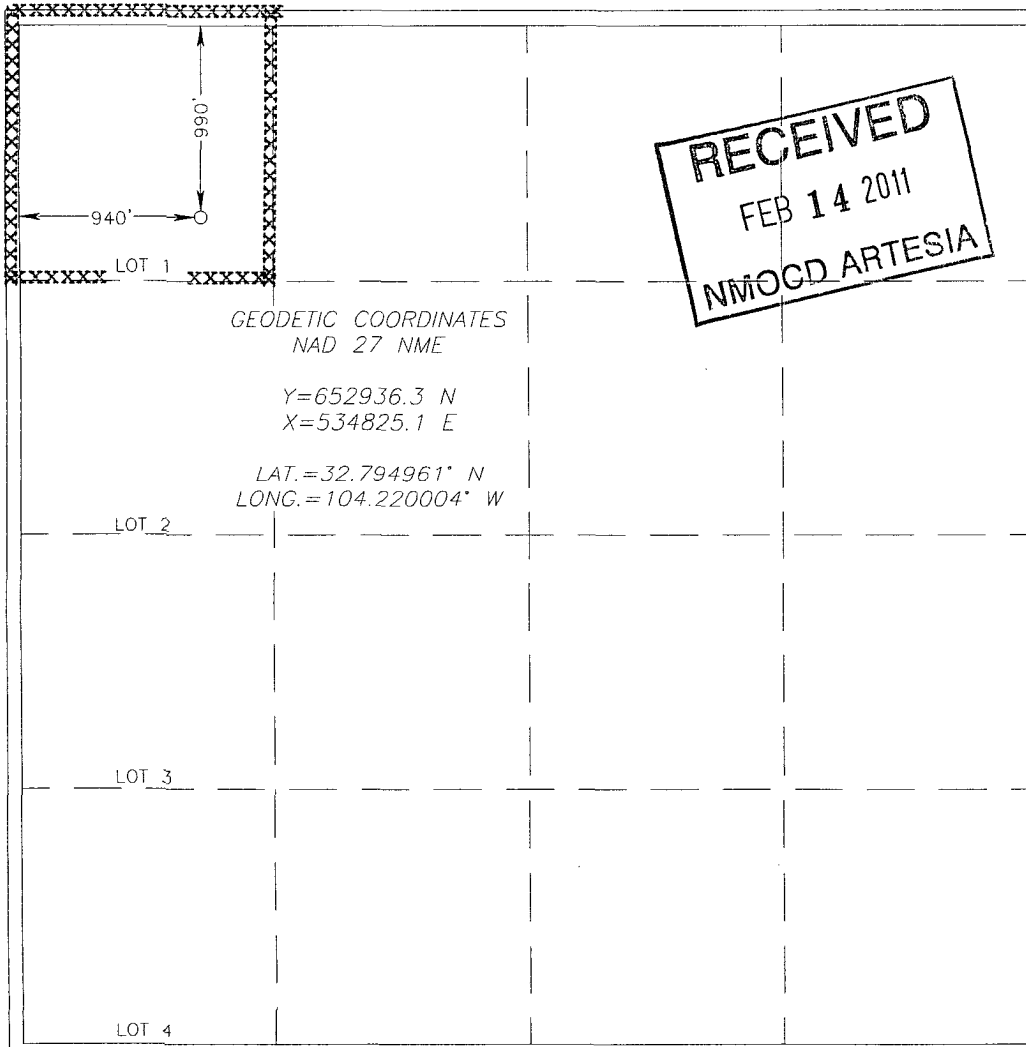 990'
RECEIVED
FEB 14 2011
NMOCD ARTESIA
940'
LOT 1
GEODETIC COORDINATES
NAD 27 NME
Y=652936.3 N
X=534825.1 E
LAT.=32.794961° N
LONG.=104.220004° W
LOT 2
LOT 3
LOT 4